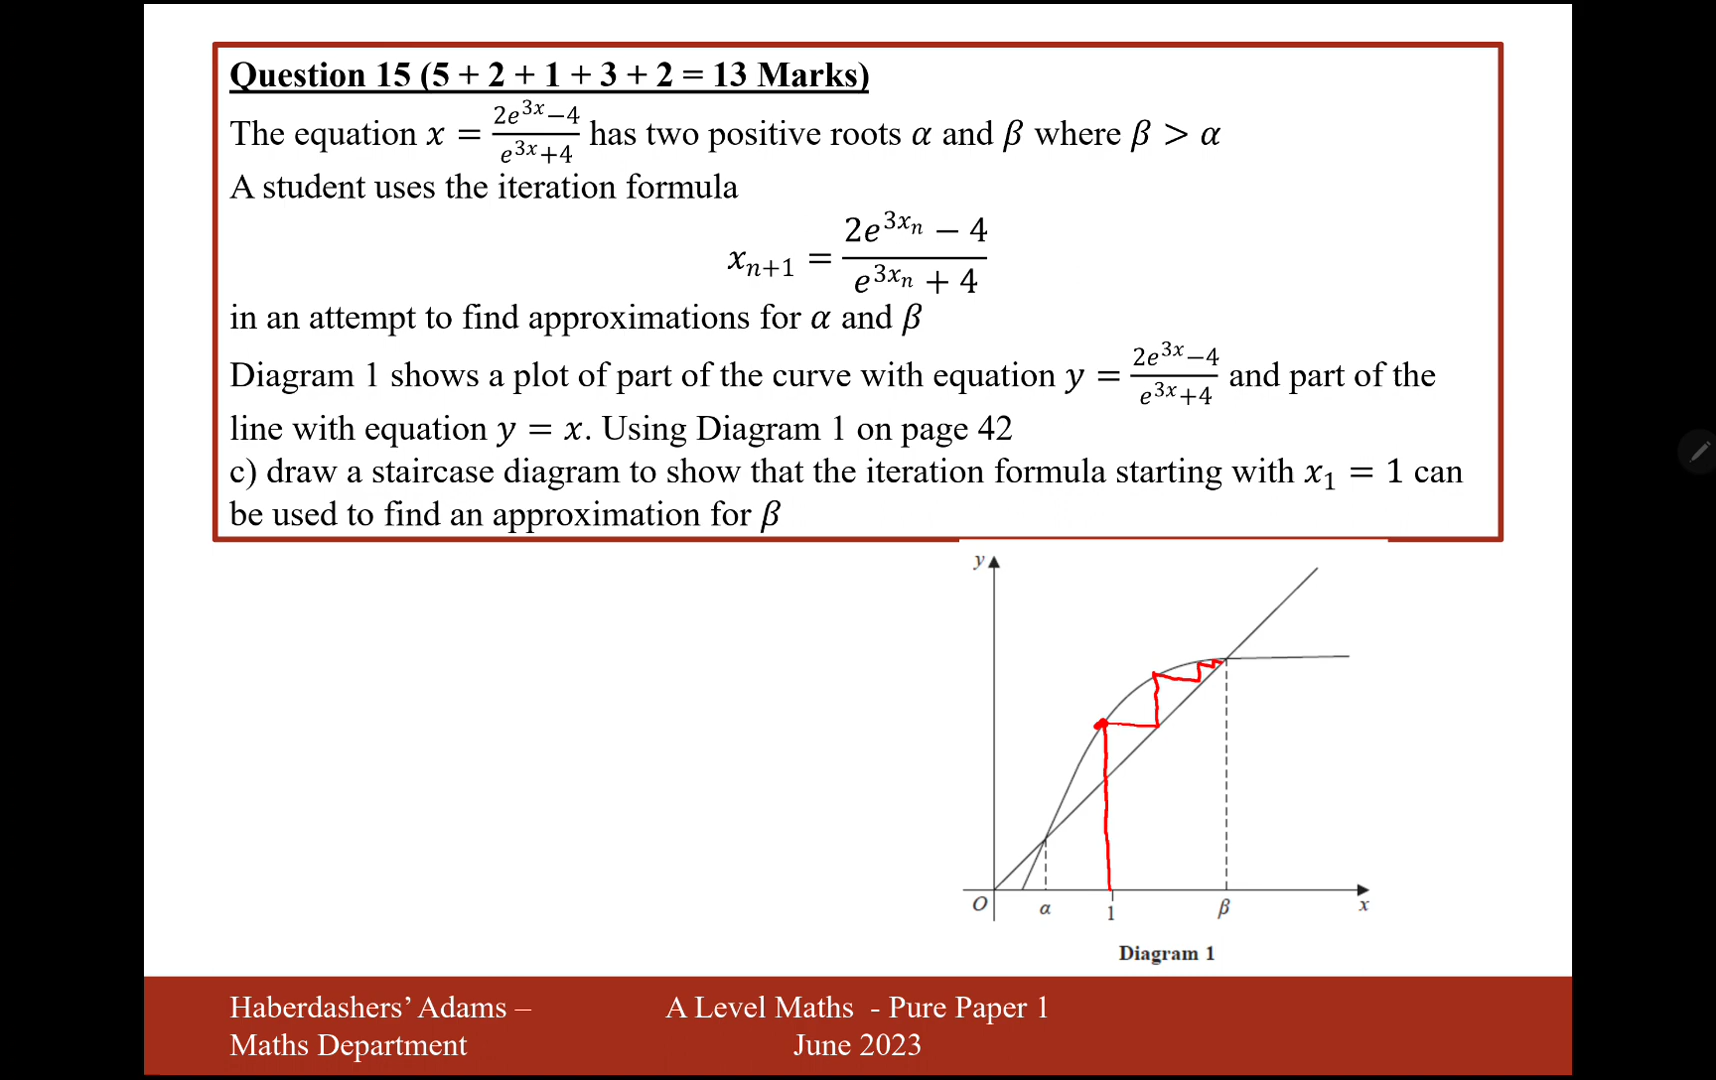 Question 15 (5 + 2 + 1 + 3 + 2 = 13 Marks)
The equation x = (2e^{3x}−4)/(e^{3x}+4) has two positive roots α and β where β > α
A student uses the iteration formula
x_{n+1} = (2e^{3x_n} − 4)/(e^{3x_n} + 4)
in an attempt to find approximations for α and β
Diagram 1 shows a plot of part of the curve with equation y = (2e^{3x}−4)/(e^{3x}+4) and part of the
line with equation y = x. Using Diagram 1 on page 42
c) draw a staircase diagram to show that the iteration formula starting with x_1 = 1 can
be used to find an approximation for β
y
O α 1 β x
Diagram 1
Haberdashers’ Adams –
Maths Department
A Level Maths - Pure Paper 1
June 2023